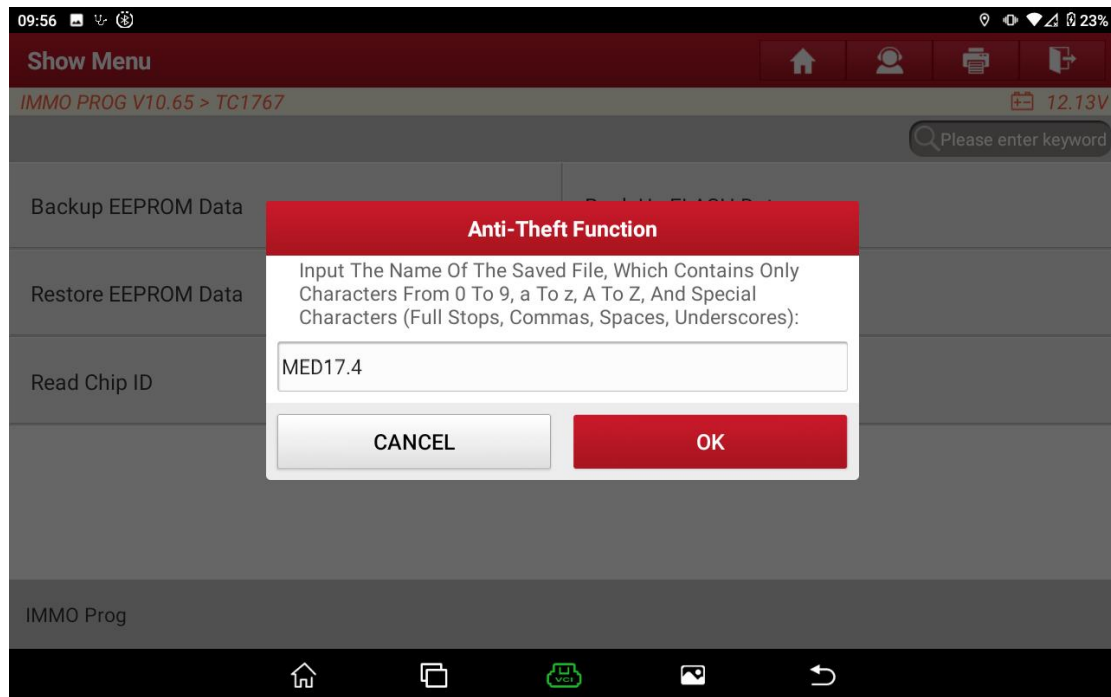 09:56
23%
Show Menu
IMMO PROG V10.65 > TC1767
12.13V
Please enter keyword
Backup EEPROM Data
Anti-Theft Function
Input The Name Of The Saved File, Which Contains Only
Characters From 0 To 9, a To z, A To Z, And Special
Characters (Full Stops, Commas, Spaces, Underscores):
Restore EEPROM Data
MED17.4
Read Chip ID
CANCEL
OK
IMMO Prog
VCI